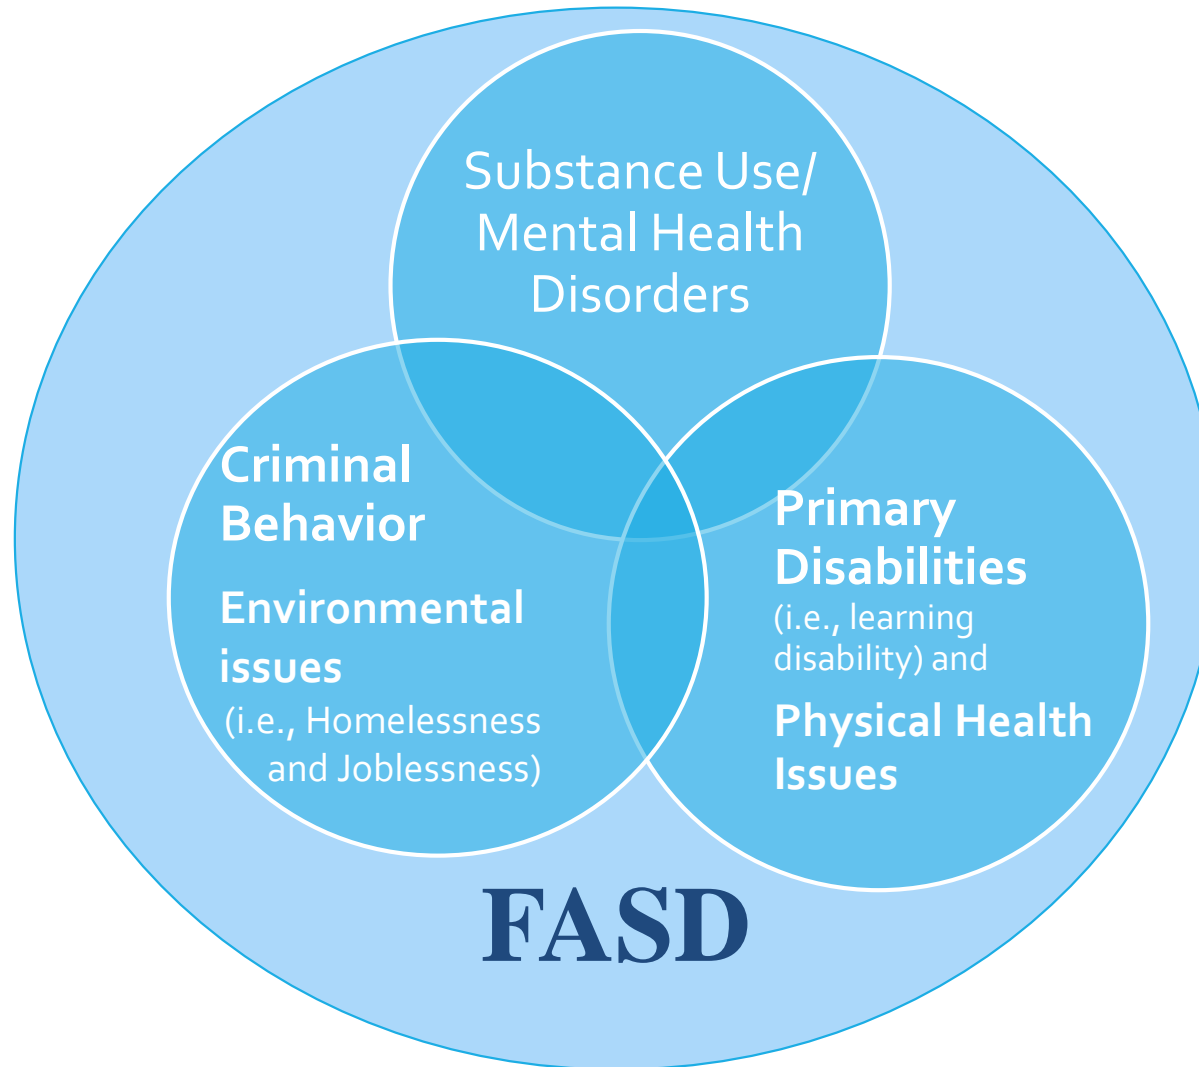 Substance Use/
Mental Health
Disorders
Criminal
Behavior
Environmental
issues
(i.e., Homelessness
and Joblessness)
Primary
Disabilities
(i.e., learning
disability) and
Physical Health
Issues
FASD